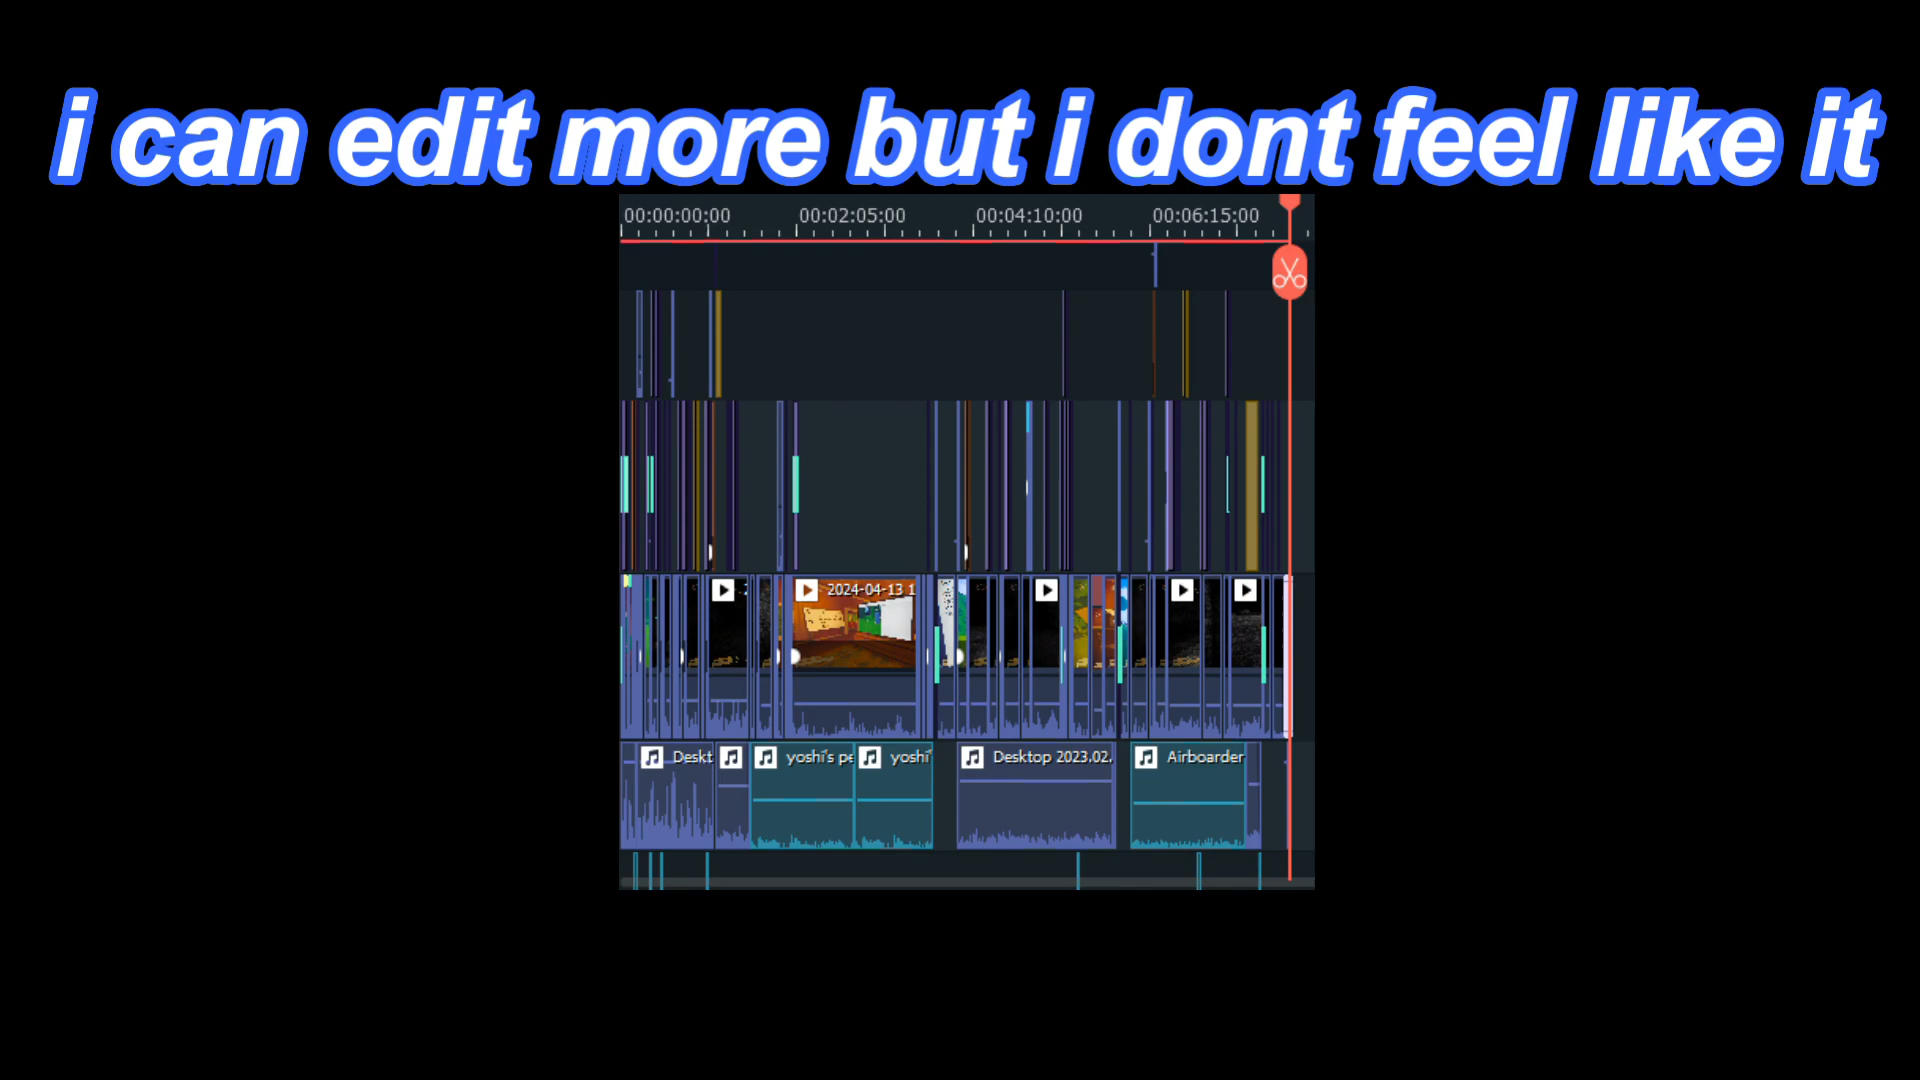 i can edit more but i dont feel like it
00:00:00:00 00:02:05:00 00:04:10:00 00:06:15:00
2024-04-13 1
Deskt yoshi's pe yoshi' Desktop 2023.02. Airboarder